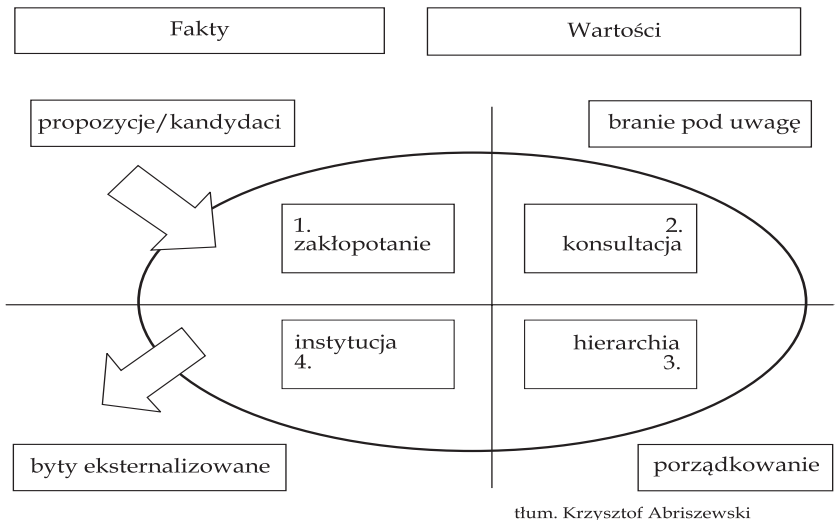 Fakty
Wartości
propozycje/kandydaci
branie pod uwagę
1.
zakłopotanie
2.
konsultacja
instytucja
4.
hierarchia
3.
byty eksternalizowane
porządkowanie
tłum. Krzysztof Abriszewski